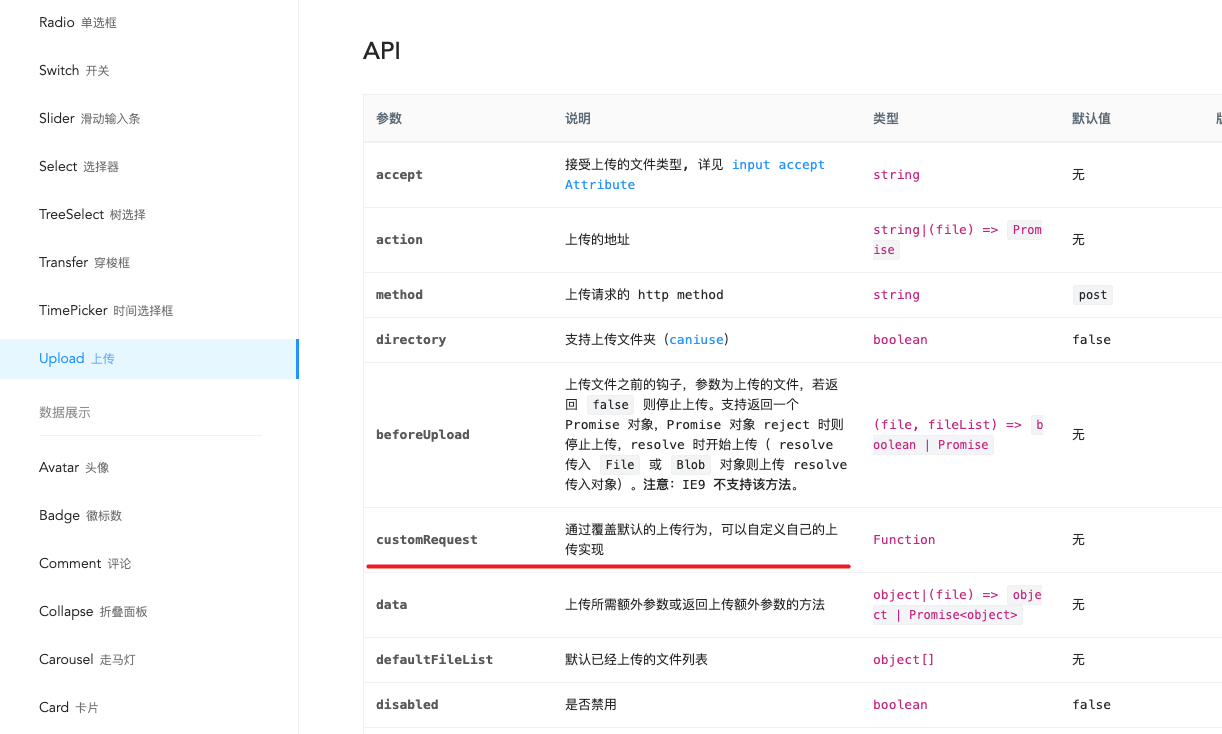 Radio 单选框
Switch 开关
Slider 滑动输入条
Select 选择器
TreeSelect 树选择
Transfer 穿梭框
TimePicker 时间选择框
Upload 上传
数据展示
Avatar 头像
Badge 徽标数
Comment 评论
Collapse 折叠面板
Carousel 走马灯
Card 卡片
API
参数 说明 类型 默认值
accept
接受上传的文件类型, 详见 input accept
Attribute
string
无
action
上传的地址
string|(file) => Prom
ise
无
method
上传请求的 http method
string
post
directory
支持上传文件夹（caniuse）
boolean
false
beforeUpload
上传文件之前的钩子，参数为上传的文件，若返
回 false 则停止上传。支持返回一个
Promise 对象，Promise 对象 reject 时则
停止上传，resolve 时开始上传（ resolve
传入 File 或 Blob 对象则上传 resolve
传入对象）。注意：IE9 不支持该方法。
(file, fileList) => b
oolean | Promise
无
customRequest
通过覆盖默认的上传行为，可以自定义自己的上
传实现
Function
无
data
上传所需额外参数或返回上传额外参数的方法
object|(file) => obje
ct | Promise<object>
无
defaultFileList
默认已经上传的文件列表
object[]
无
disabled
是否禁用
boolean
false